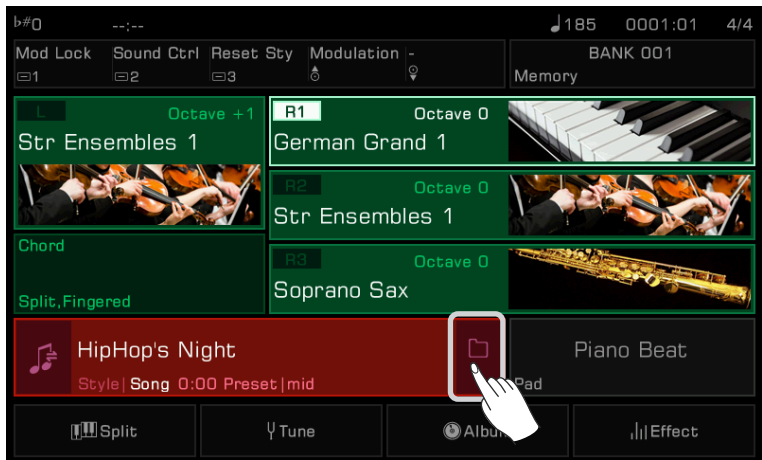 b#0 --:-- 185 0001:01 4/4
Mod Lock Sound Ctrl Reset Sty Modulation - BANK 001
1 2 3 Memory
L Octave +1
Str Ensembles 1
R1 Octave 0
German Grand 1
R2 Octave 0
Str Ensembles 1
Chord
Split,Fingered
R3 Octave 0
Soprano Sax
HipHop's Night
Style| Song 0:00 Preset|mid
Piano Beat
Pad
Split Tune Effect